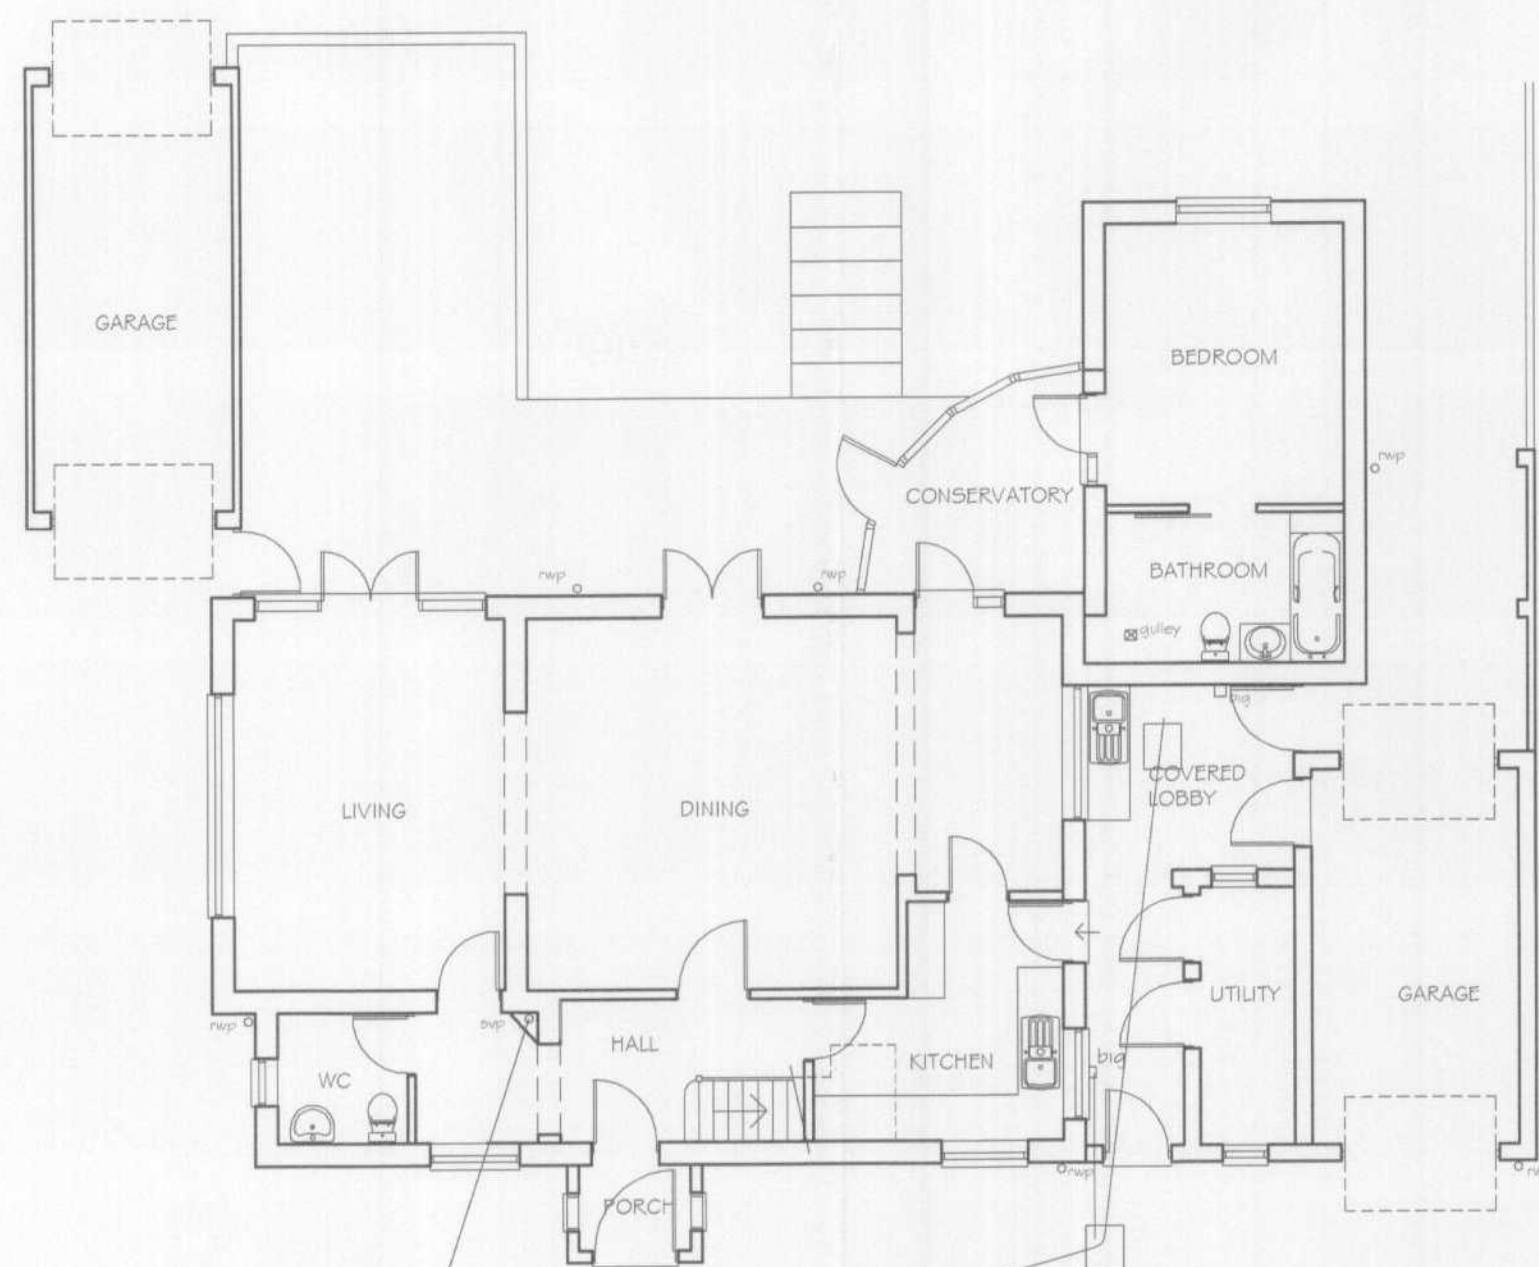 GARAGE
BEDROOM
rwp
CONSERVATORY
BATHROOM
rwp
rwp
gulley
big
COVERED
LOBBY
LIVING
DINING
UTILITY
GARAGE
rwp
svp
HALL
WC
KITCHEN
big
rwp
PORCH